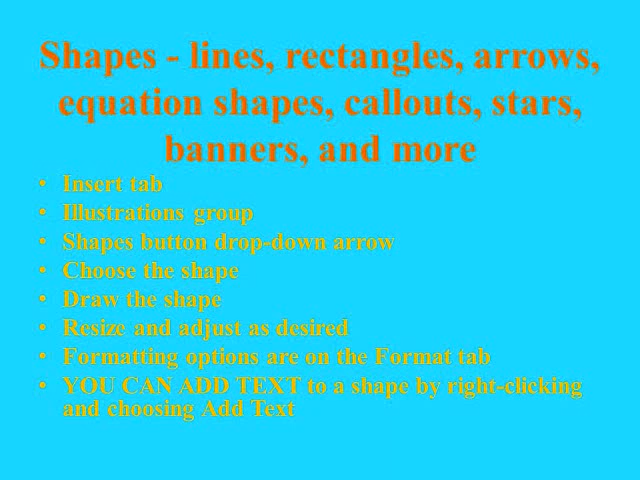 Shapes - lines, rectangles, arrows,
equation shapes, callouts, stars,
banners, and more
• Insert tab
• Illustrations group
• Shapes button drop-down arrow
• Choose the shape
• Draw the shape
• Resize and adjust as desired
• Formatting options are on the Format tab
• YOU CAN ADD TEXT to a shape by right-clicking
and choosing Add Text